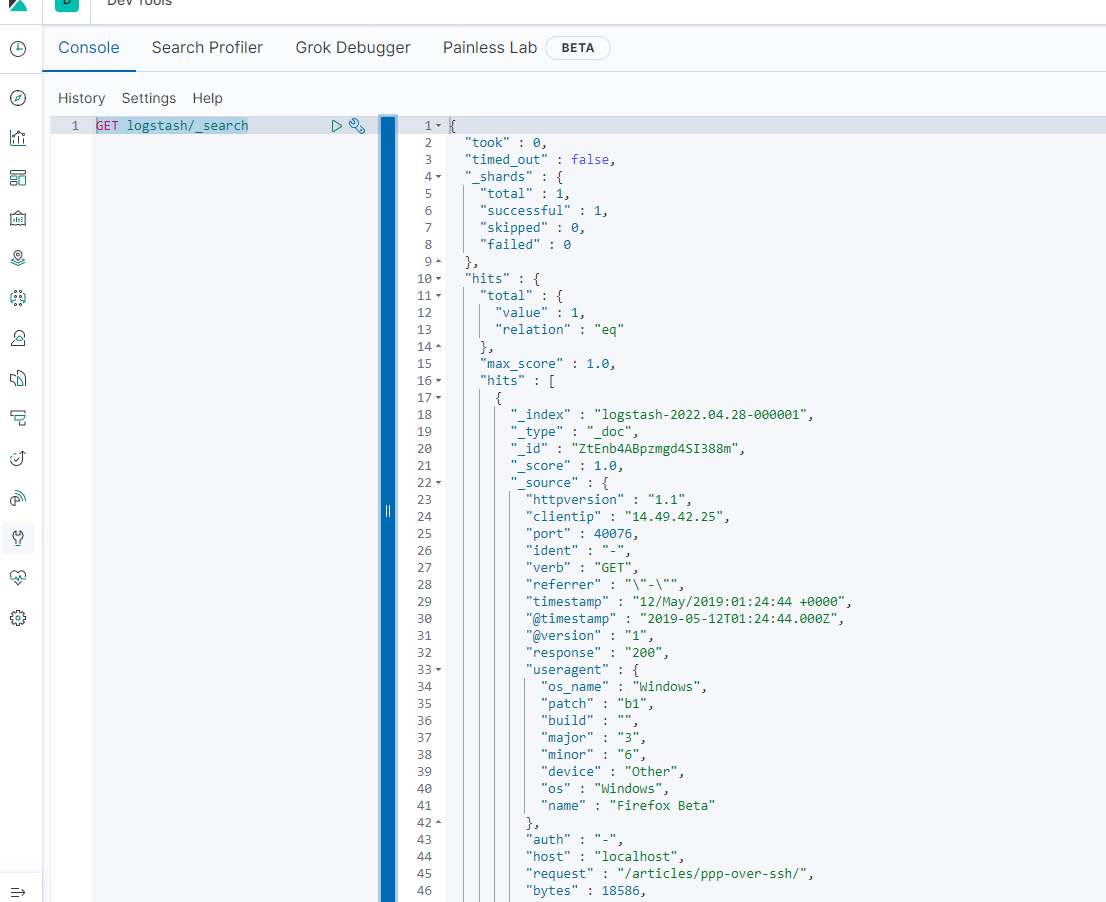 D Dev Tools
Console Search Profiler Grok Debugger Painless Lab BETA
History Settings Help
1 GET logstash/_search
1 {
2 "took" : 0,
3 "timed_out" : false,
4 "_shards" : {
5 "total" : 1,
6 "successful" : 1,
7 "skipped" : 0,
8 "failed" : 0
9 },
10 "hits" : {
11 "total" : {
12 "value" : 1,
13 "relation" : "eq"
14 },
15 "max_score" : 1.0,
16 "hits" : [
17 {
18 "_index" : "logstash-2022.04.28-000001",
19 "_type" : "_doc",
20 "_id" : "ZtEnb4ABpzmgd4SI388m",
21 "_score" : 1.0,
22 "_source" : {
23 "httpversion" : "1.1",
24 "clientip" : "14.49.42.25",
25 "port" : 40076,
26 "ident" : "-",
27 "verb" : "GET",
28 "referrer" : "\"-\"",
29 "timestamp" : "12/May/2019:01:24:44 +0000",
30 "@timestamp" : "2019-05-12T01:24:44.000Z",
31 "@version" : "1",
32 "response" : "200",
33 "useragent" : {
34 "os_name" : "Windows",
35 "patch" : "b1",
36 "build" : "",
37 "major" : "3",
38 "minor" : "6",
39 "device" : "Other",
40 "os" : "Windows",
41 "name" : "Firefox Beta"
42 },
43 "auth" : "-",
44 "host" : "localhost",
45 "request" : "/articles/ppp-over-ssh/",
46 "bytes" : 18586,